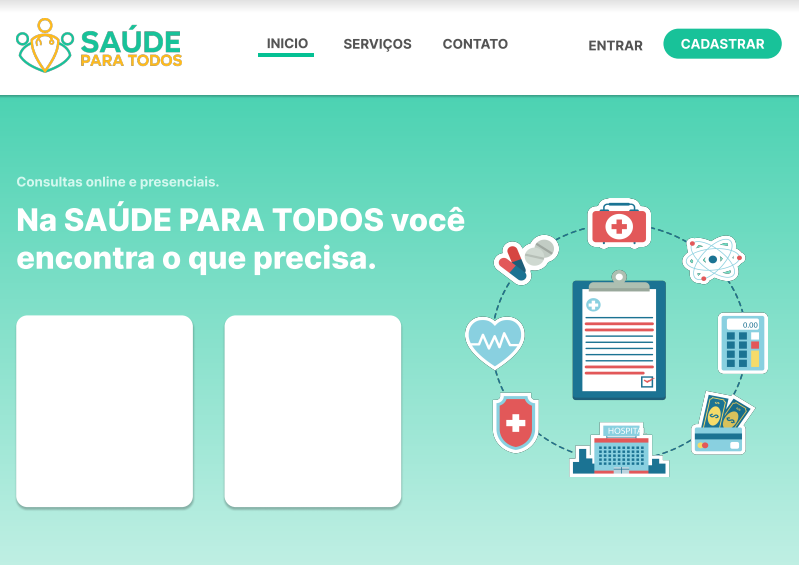 SAÚDE
PARA TODOS
INICIO
SERVIÇOS
CONTATO
ENTRAR
CADASTRAR
Consultas online e presenciais.
Na SAÚDE PARA TODOS você
encontra o que precisa.
0.00
HOSPITA